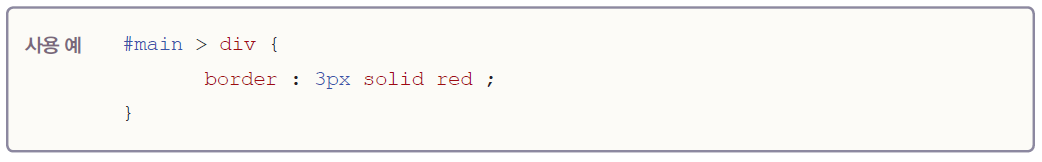 사용 예 #main > div {
border : 3px solid red ;
}